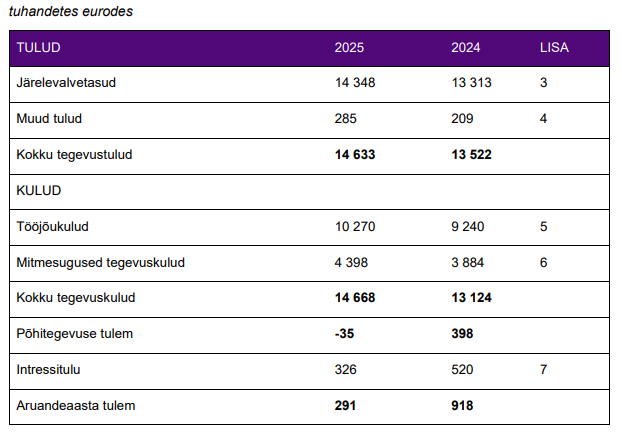 tuhandetes eurodes
TULUD 2025 2024 LISA
Järelevalvetasud 14 348 13 313 3
Muud tulud 285 209 4
Kokku tegevustulud 14 633 13 522
KULUD
Tööjõukulud 10 270 9 240 5
Mitmesugused tegevuskulud 4 398 3 884 6
Kokku tegevuskulud 14 668 13 124
Põhitegevuse tulem -35 398
Intressitulu 326 520 7
Aruandeaasta tulem 291 918